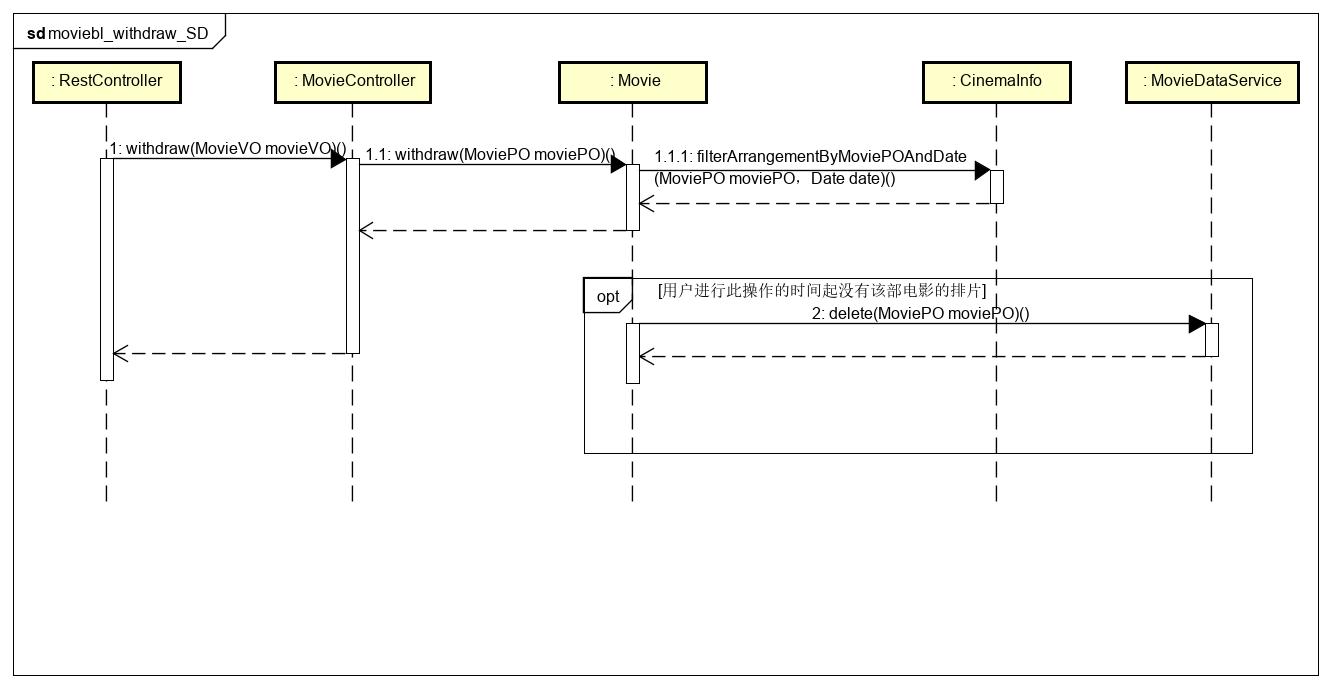 sd moviebl_withdraw_SD
: RestController
: MovieController
: Movie
: CinemaInfo
: MovieDataService
1: withdraw(MovieVO movieVO)()
1.1: withdraw(MoviePO moviePO)()
1.1.1: filterArrangementByMoviePOAndDate
(MoviePO moviePO，Date date)()
opt
[用户进行此操作的时间起没有该部电影的排片]
2: delete(MoviePO moviePO)()